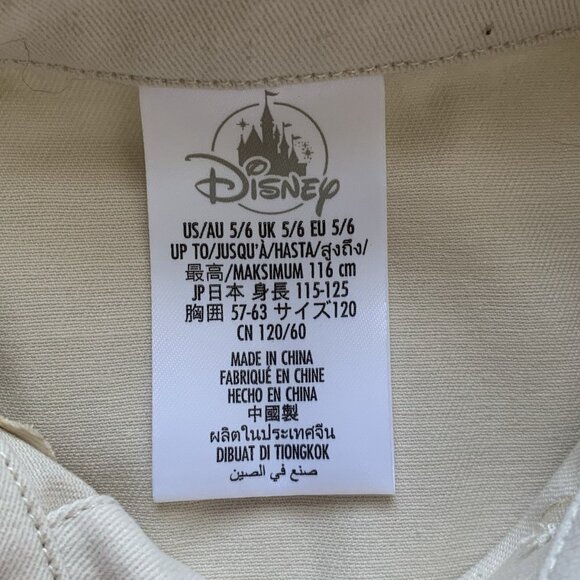 DISNEY
US/AU 5/6 UK 5/6 EU 5/6
UP TO/JUSQU'À/HASTA/สูงถึง/
最高/MAKSIMUM 116 cm
JP日本 身長 115-125
胸囲 57-63 サイズ120
CN 120/60
MADE IN CHINA
FABRIQUÉ EN CHINE
HECHO EN CHINA
中國製
ผลิตในประเทศจีน
DIBUAT DI TIONGKOK
صنع في الصين